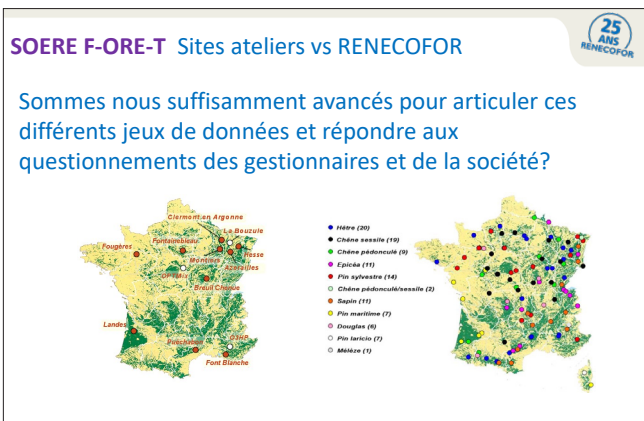 SOERE F-ORE-T Sites ateliers vs RENECOFOR
25
ANS
RENECOFOR
Sommes nous suffisamment avancés pour articuler ces
différents jeux de données et répondre aux
questionnements des gestionnaires et de la société?
Clermont en Argonne
La Bouzule
Fougères
Fontainebleau
Hesse
Montiers
Azerailles
OPTMix
Breuil Chenue
Landes
Puéchabon
O3HP
Font Blanche
Hêtre (20)
Chêne sessile (19)
Chêne pédonculé (9)
Epicéa (11)
Pin sylvestre (14)
Chêne pédonculé/sessile (2)
Sapin (11)
Pin maritime (7)
Douglas (6)
Pin laricio (7)
Mélèze (1)